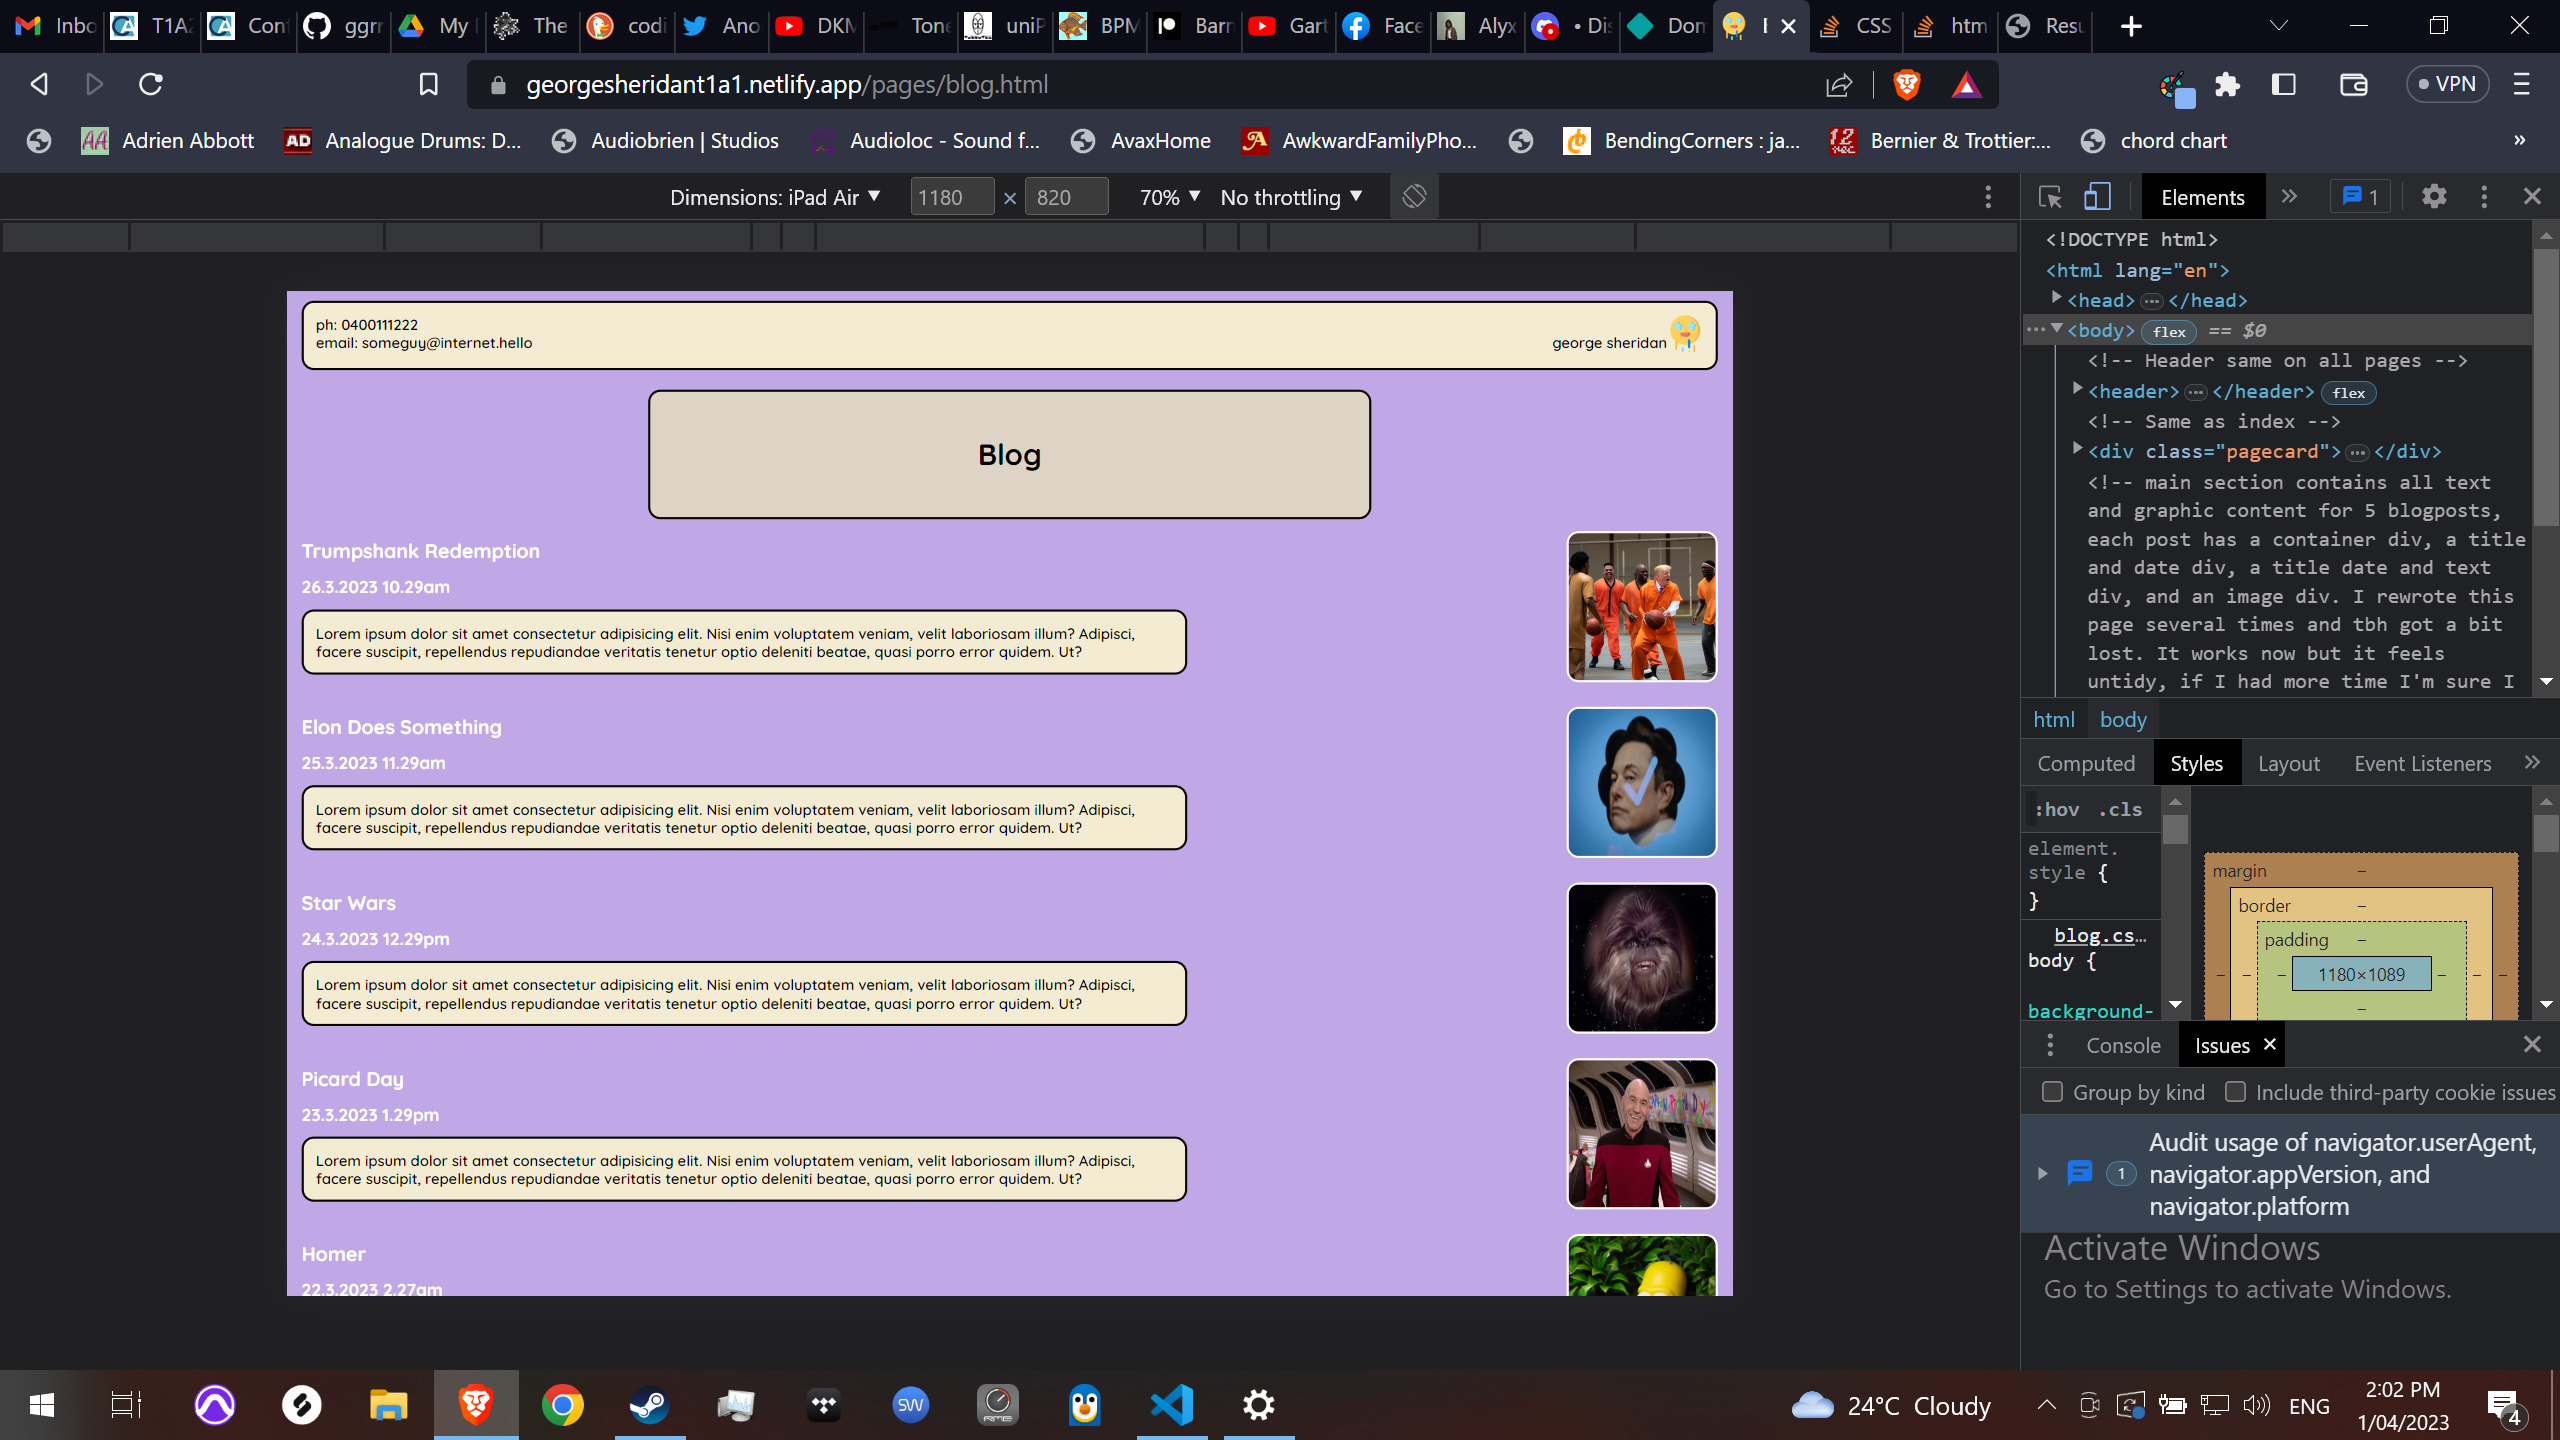 Inbo
T1A2
Con
ggrr
My
The
codi
Ano
DKM
Tone
uniP
BPM
Barr
Gart
Face
Alyx
• Dis
Don
CSS
htm
Resu
georgesheridant1a1.netlify.app/pages/blog.html
VPN
Adrien Abbott
Analogue Drums: D...
Audiobrien | Studios
Audioloc - Sound f...
AvaxHome
AwkwardFamilyPho...
BendingCorners : ja...
Bernier & Trottier:...
chord chart
»
Dimensions: iPad Air
1180 × 820
70%
No throttling
Elements
»
1
ph: 0400111222
email: someguy@internet.hello
george sheridan
Blog
Trumpshank Redemption
26.3.2023 10.29am
Lorem ipsum dolor sit amet consectetur adipisicing elit. Nisi enim voluptatem veniam, velit laboriosam illum? Adipisci,
facere suscipit, repellendus repudiandae veritatis tenetur optio deleniti beatae, quasi porro error quidem. Ut?
Elon Does Something
25.3.2023 11.29am
Lorem ipsum dolor sit amet consectetur adipisicing elit. Nisi enim voluptatem veniam, velit laboriosam illum? Adipisci,
facere suscipit, repellendus repudiandae veritatis tenetur optio deleniti beatae, quasi porro error quidem. Ut?
Star Wars
24.3.2023 12.29pm
Lorem ipsum dolor sit amet consectetur adipisicing elit. Nisi enim voluptatem veniam, velit laboriosam illum? Adipisci,
facere suscipit, repellendus repudiandae veritatis tenetur optio deleniti beatae, quasi porro error quidem. Ut?
Picard Day
23.3.2023 1.29pm
Lorem ipsum dolor sit amet consectetur adipisicing elit. Nisi enim voluptatem veniam, velit laboriosam illum? Adipisci,
facere suscipit, repellendus repudiandae veritatis tenetur optio deleniti beatae, quasi porro error quidem. Ut?
Homer
22.3.2023 2.27am
<!DOCTYPE html>
<html lang="en">
<head>…</head>
<body> flex == $0
<!-- Header same on all pages -->
<header>…</header> flex
<!-- Same as index -->
<div class="pagecard">…</div>
<!-- main section contains all text
and graphic content for 5 blogposts,
each post has a container div, a title
and date div, a title date and text
div, and an image div. I rewrote this
page several times and tbh got a bit
lost. It works now but it feels
untidy, if I had more time I'm sure I
html body
Computed
Styles
Layout
Event Listeners
»
:hov .cls
element.
style {
}
blog.cs…
body {
background-
margin –
border –
padding –
– – – 1180×1089 – – –
–
Console
Issues
Group by kind
Include third-party cookie issues
1
Audit usage of navigator.userAgent,
navigator.appVersion, and
navigator.platform
Activate Windows
Go to Settings to activate Windows.
SW
RME
24°C Cloudy
ENG
2:02 PM
1/04/2023
4